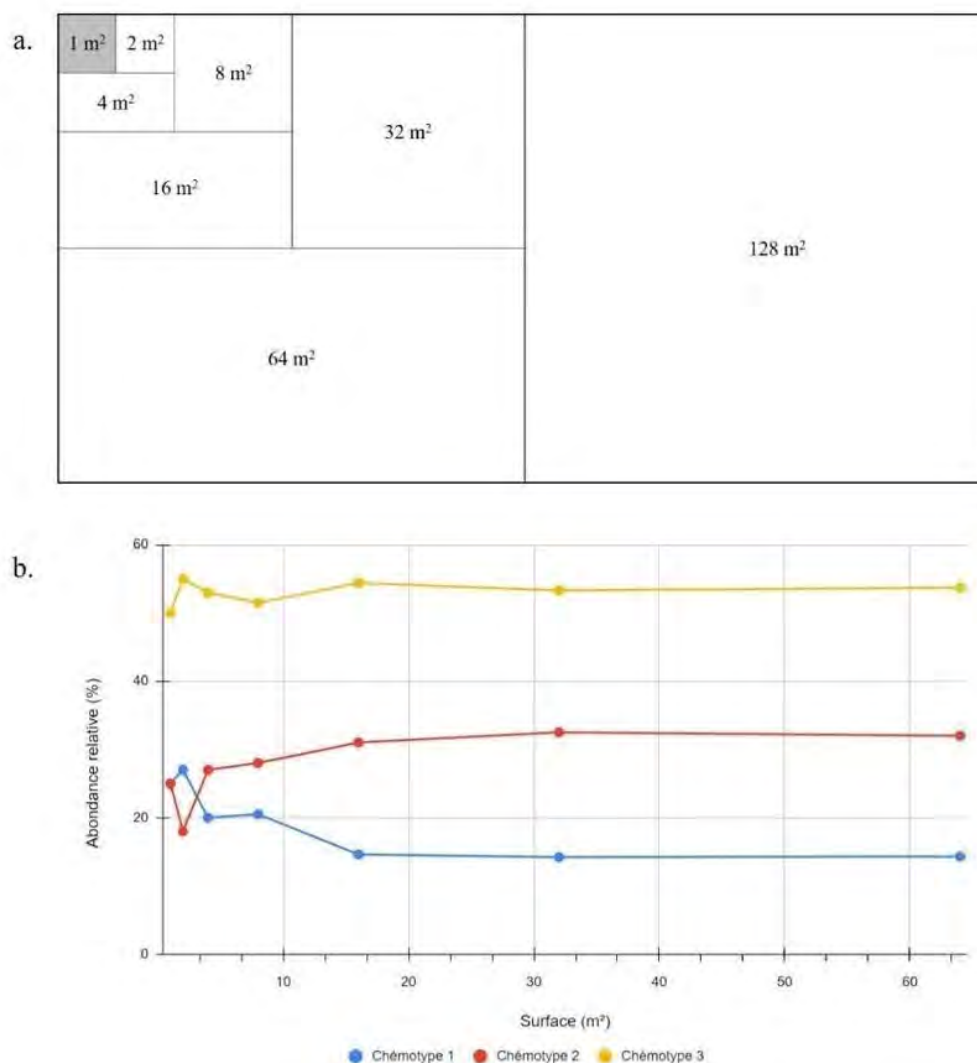 a.
1 m² 2 m²
8 m²
4 m²
32 m²
16 m²
128 m²
64 m²
b.
60
40
20
0
Abondance relative (%)
10 20 30 40 50 60
Surface (m²)
Chémotype 1 Chémotype 2 Chémotype 3